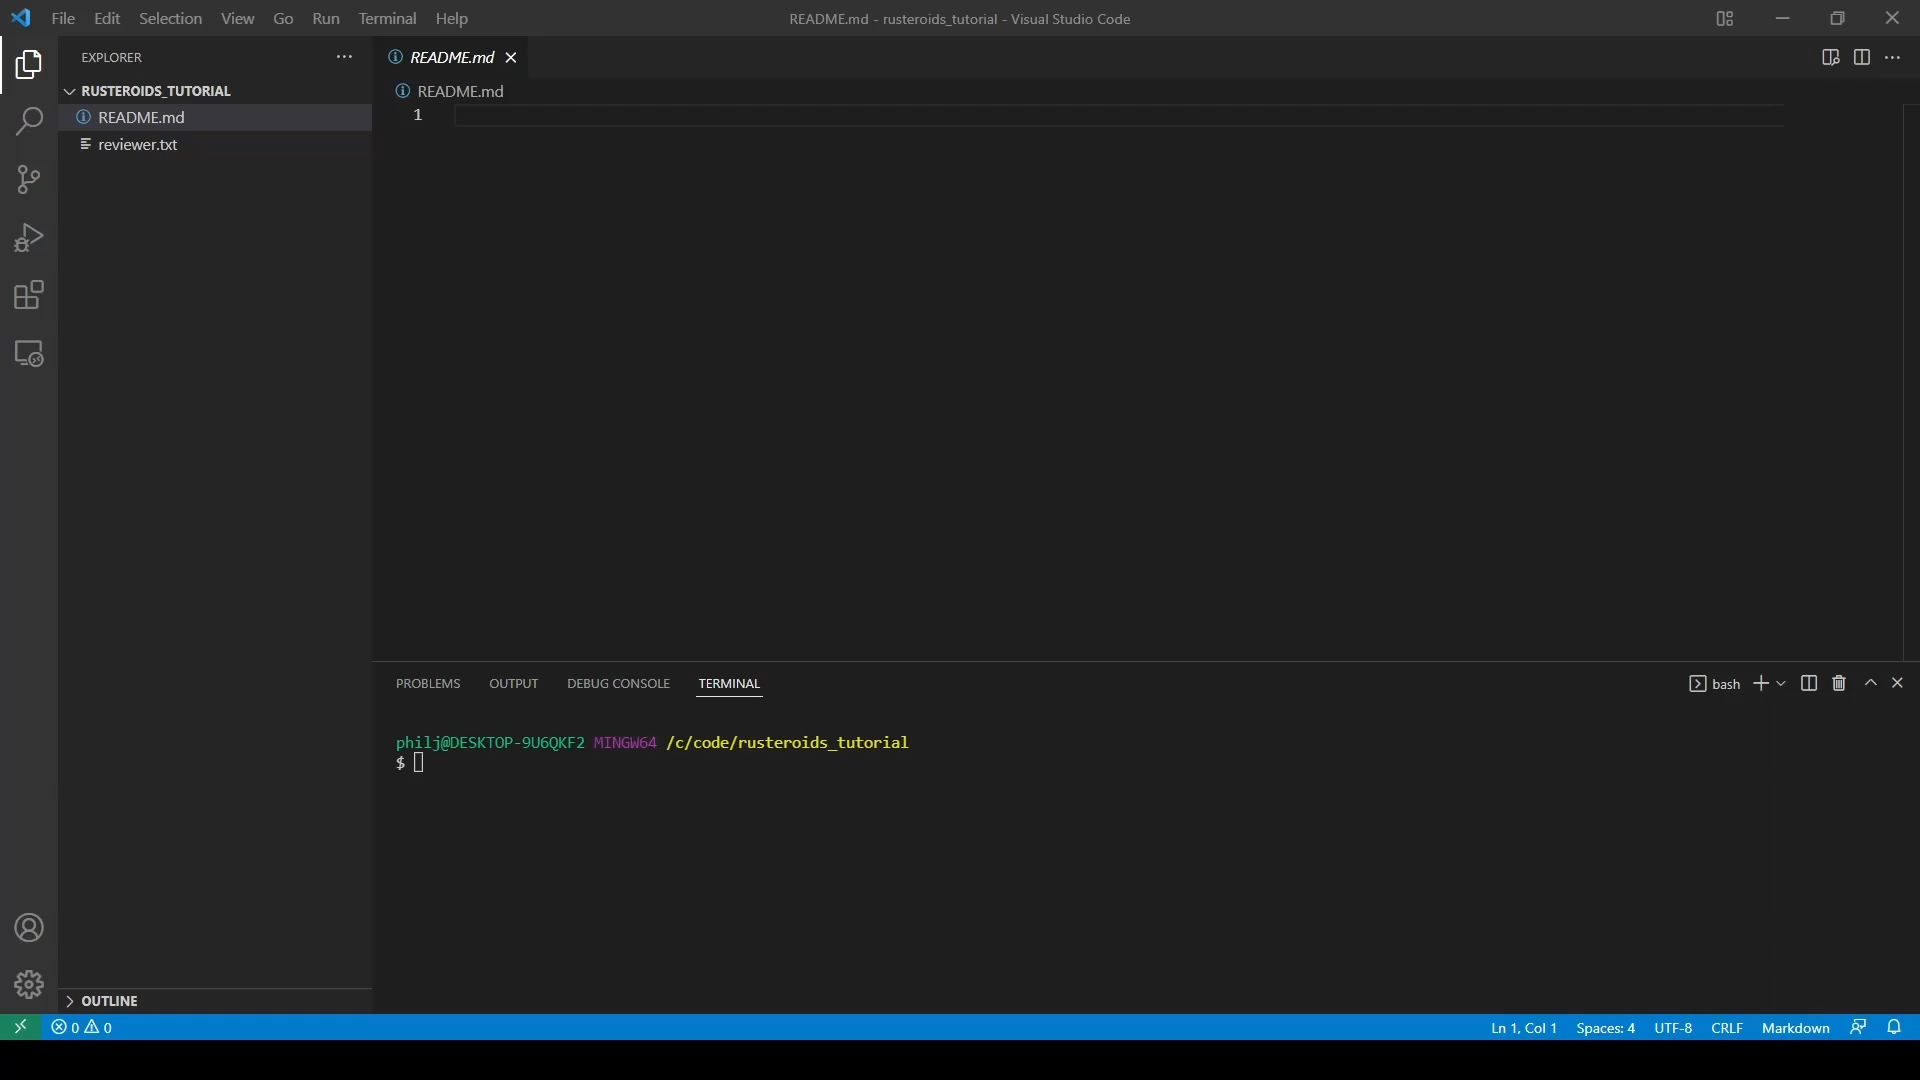 File Edit Selection View Go Run Terminal Help
README.md - rusteroids_tutorial - Visual Studio Code
EXPLORER
RUSTEROIDS_TUTORIAL
README.md
reviewer.txt
OUTLINE
README.md
README.md
1
PROBLEMS OUTPUT DEBUG CONSOLE TERMINAL
bash
philj@DESKTOP-9U6QKF2 MINGW64 /c/code/rusteroids_tutorial
$
0 0
Ln 1, Col 1 Spaces: 4 UTF-8 CRLF Markdown